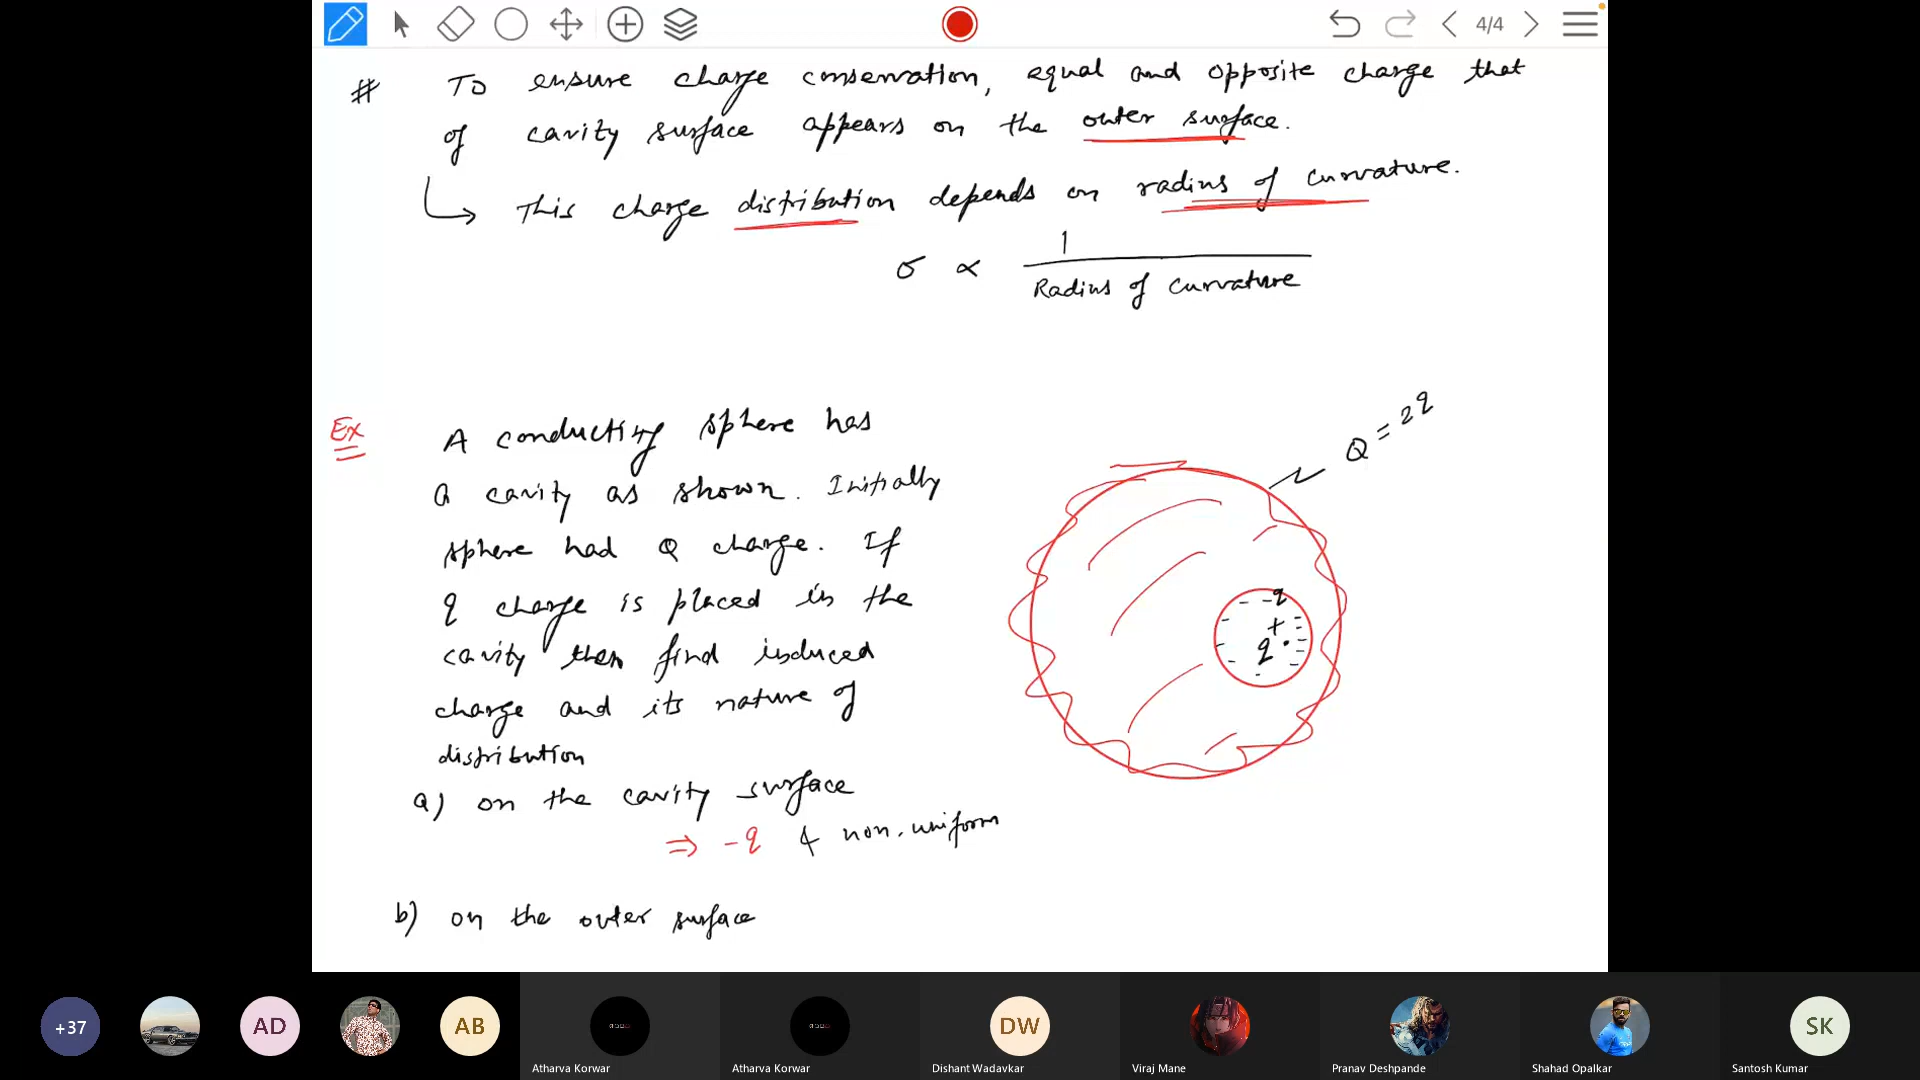 4/4
# To ensure charge conservation, equal and opposite charge that
of cavity surface appears on the outer surface.
↳ This charge distribution depends on radius of curvature.
σ ∝ 1 / Radius of curvature
Ex A conducting sphere has
a cavity as shown. Initially
sphere had Q charge. If
q charge is placed in the
cavity then find induced
charge and its nature of
distribution
a) on the cavity surface
⇒ -q & non-uniform
b) on the outer surface
Q = 2q
-q
+
q
+37
AD
AB
Atharva Korwar
Atharva Korwar
DW
Dishant Wadavkar
Viraj Mane
Pranav Deshpande
Shahad Opalkar
SK
Santosh Kumar